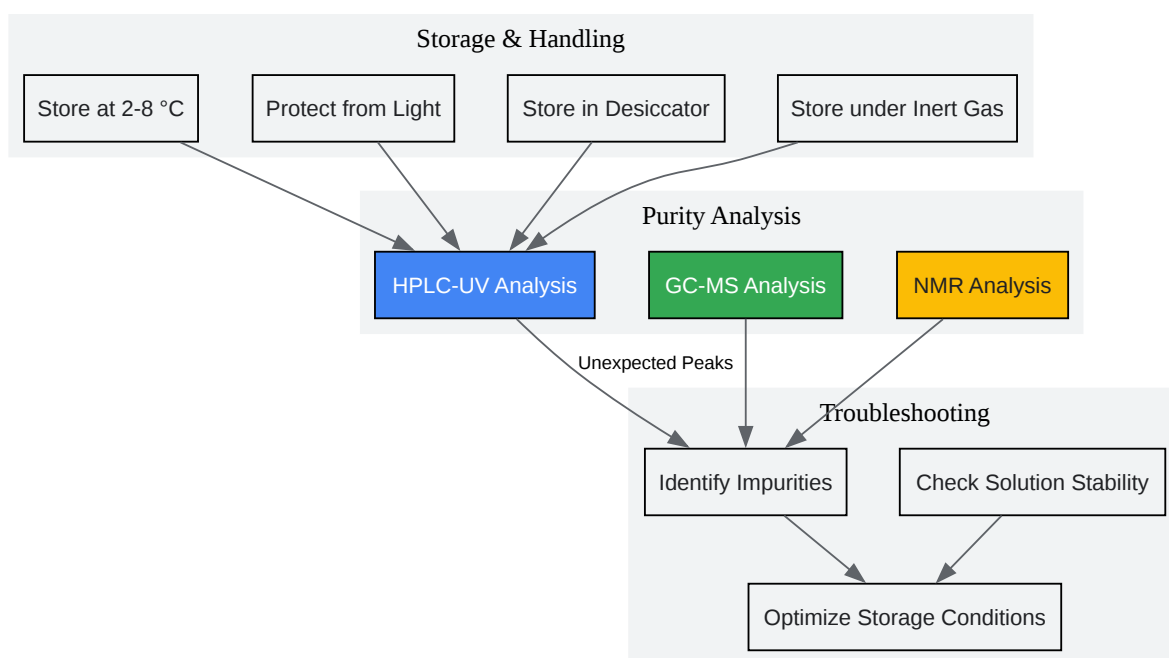 Storage & Handling
Store at 2-8 °C
Protect from Light
Store in Desiccator
Store under Inert Gas
Purity Analysis
HPLC-UV Analysis
GC-MS Analysis
NMR Analysis
Unexpected Peaks
Troubleshooting
Identify Impurities
Check Solution Stability
Optimize Storage Conditions